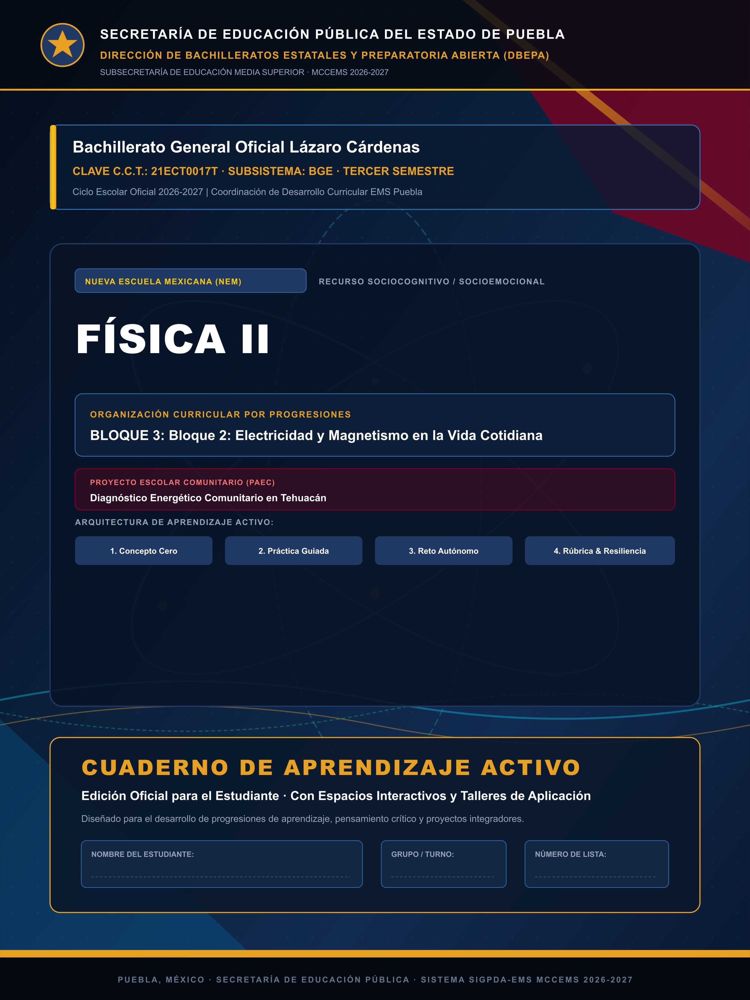 SECRETARÍA DE EDUCACIÓN PÚBLICA DEL ESTADO DE PUEBLA
DIRECCIÓN DE BACHILLERATOS ESTATALES Y PREPARATORIA ABIERTA (DBEPA)
SUBSECRETARÍA DE EDUCACIÓN MEDIA SUPERIOR · MCCEMS 2026-2027
Bachillerato General Oficial Lázaro Cárdenas
CLAVE C.C.T.: 21ECT0017T · SUBSISTEMA: BGE · TERCER SEMESTRE
Ciclo Escolar Oficial 2026-2027 | Coordinación de Desarrollo Curricular EMS Puebla
NUEVA ESCUELA MEXICANA (NEM)
RECURSO SOCIOCOGNITIVO / SOCIOEMOCIONAL
FÍSICA II
ORGANIZACIÓN CURRICULAR POR PROGRESIONES
BLOQUE 3: Bloque 2: Electricidad y Magnetismo en la Vida Cotidiana
PROYECTO ESCOLAR COMUNITARIO (PAEC)
Diagnóstico Energético Comunitario en Tehuacán
ARQUITECTURA DE APRENDIZAJE ACTIVO:
1. Concepto Cero
2. Práctica Guiada
3. Reto Autónomo
4. Rúbrica & Resiliencia
CUADERNO DE APRENDIZAJE ACTIVO
Edición Oficial para el Estudiante · Con Espacios Interactivos y Talleres de Aplicación
Diseñado para el desarrollo de progresiones de aprendizaje, pensamiento crítico y proyectos integradores.
NOMBRE DEL ESTUDIANTE:
GRUPO / TURNO:
NÚMERO DE LISTA:
PUEBLA, MÉXICO · SECRETARÍA DE EDUCACIÓN PÚBLICA · SISTEMA SIGPDA-EMS MCCEMS 2026-2027